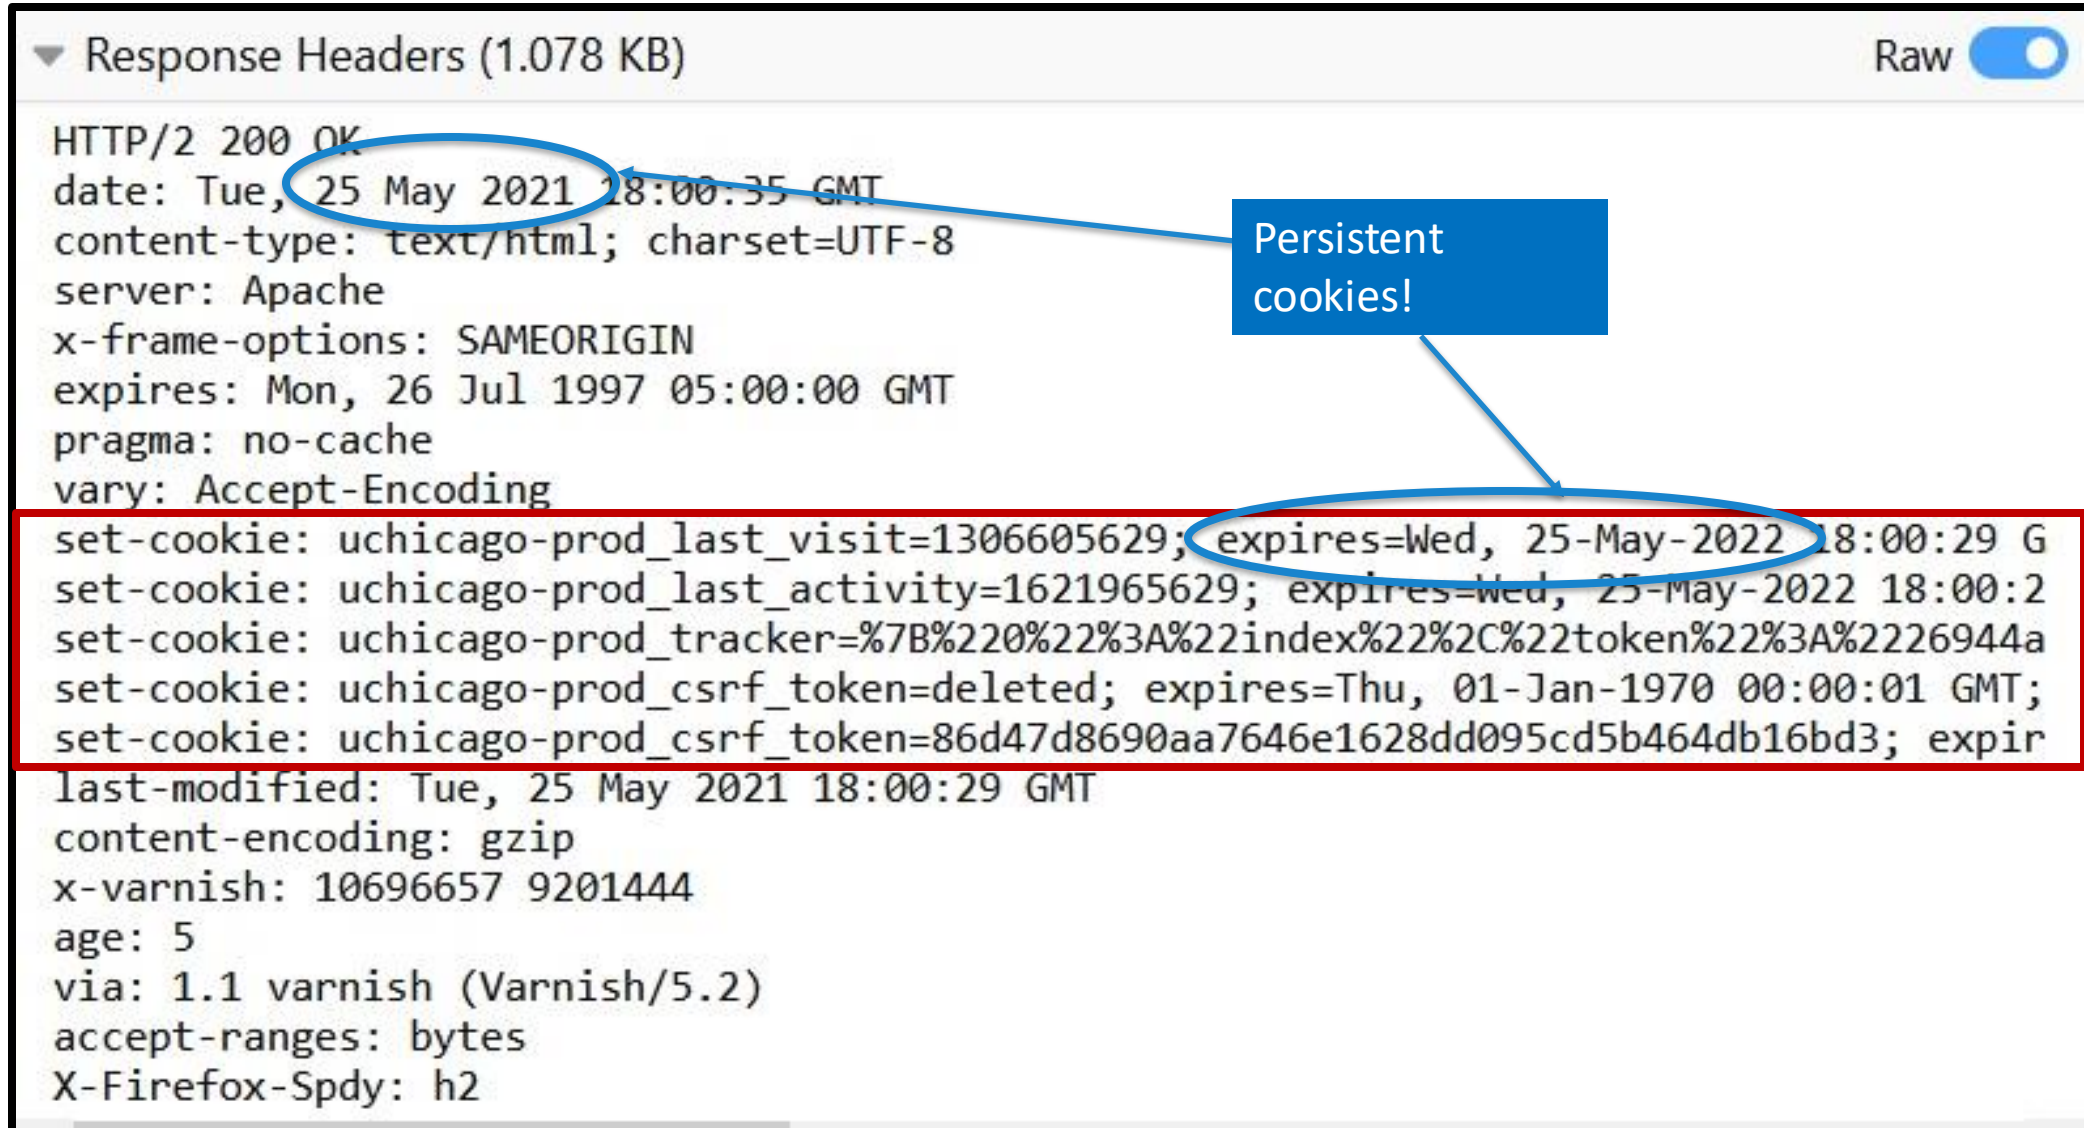 Response Headers (1.078 KB)
Raw
HTTP/2 200 OK
date: Tue, 25 May 2021 18:00:35 GMT
content-type: text/html; charset=UTF-8
server: Apache
x-frame-options: SAMEORIGIN
expires: Mon, 26 Jul 1997 05:00:00 GMT
pragma: no-cache
vary: Accept-Encoding
set-cookie: uchicago-prod_last_visit=1306605629; expires=Wed, 25-May-2022 18:00:29 G
set-cookie: uchicago-prod_last_activity=1621965629; expires=Wed, 25-May-2022 18:00:2
set-cookie: uchicago-prod_tracker=%7B%220%22%3A%22index%22%2C%22token%22%3A%2226944a
set-cookie: uchicago-prod_csrf_token=deleted; expires=Thu, 01-Jan-1970 00:00:01 GMT;
set-cookie: uchicago-prod_csrf_token=86d47d8690aa7646e1628dd095cd5b464db16bd3; expir
last-modified: Tue, 25 May 2021 18:00:29 GMT
content-encoding: gzip
x-varnish: 10696657 9201444
age: 5
via: 1.1 varnish (Varnish/5.2)
accept-ranges: bytes
X-Firefox-Spdy: h2
Persistent
cookies!